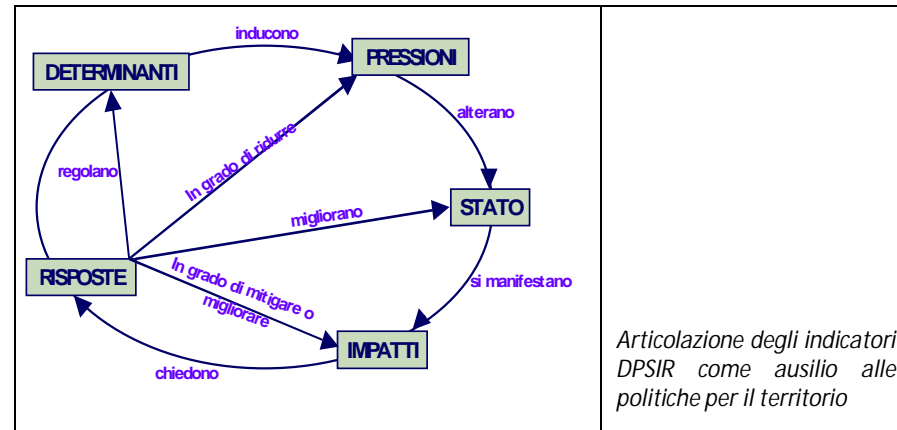 inducono
PRESSIONI
DETERMINANTI
alterano
In grado di ridurre
regolano
STATO
migliorano
RISPOSTE
In grado di mitigare o
migliorare
si manifestano
IMPATTI
chiedono
Articolazione degli indicatori
DPSIR come ausilio alle
politiche per il territorio